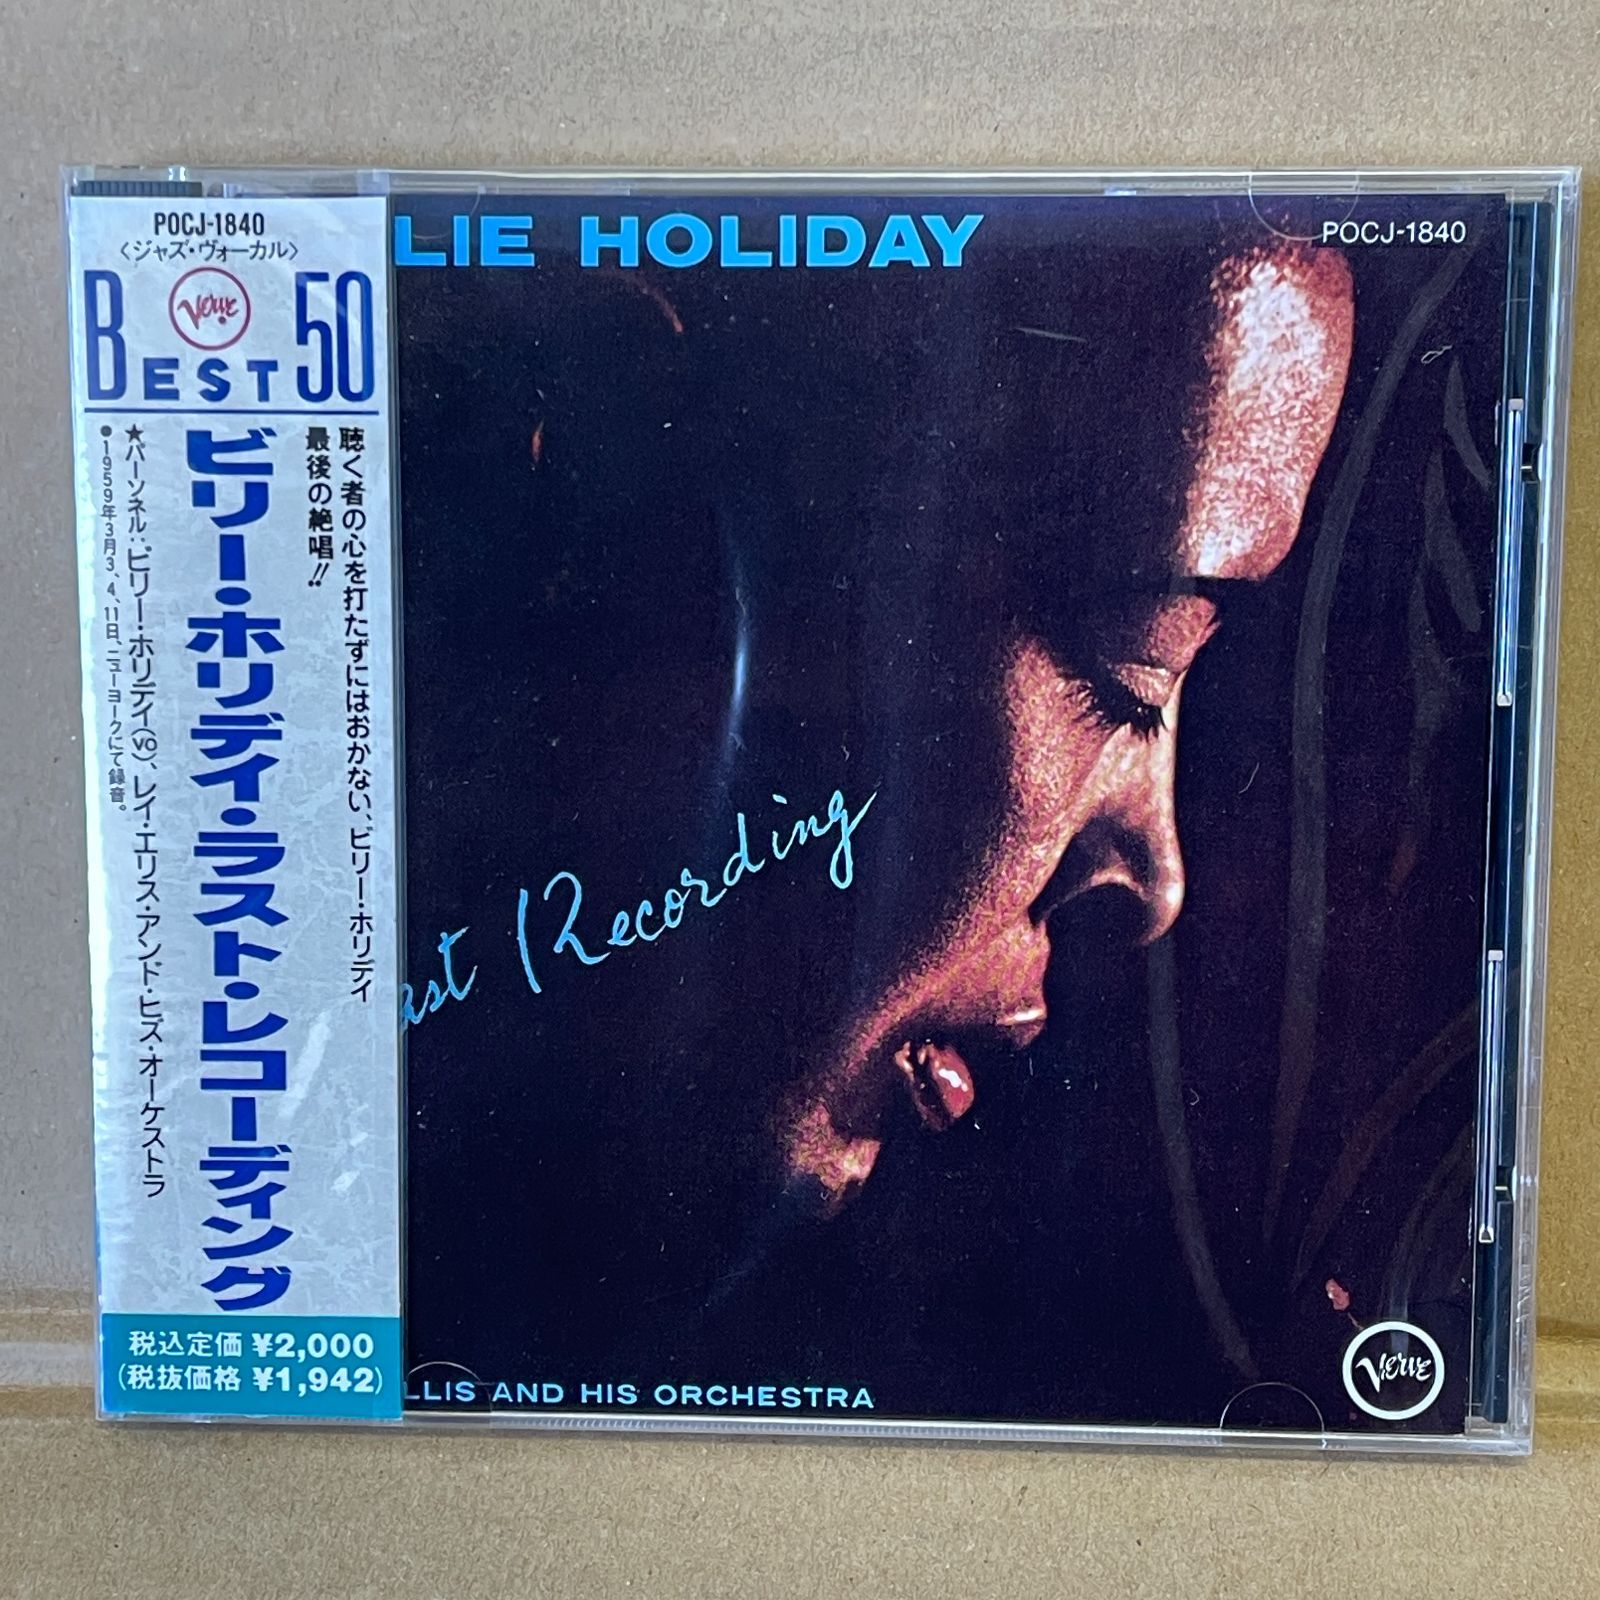 POCJ-1840
〈ジャズ・ヴォーカル〉
Verve
BEST 50
聴く者の心を打たずにはおかない、ビリー・ホリデイ
最後の絶唱!!
ビリー・ホリデイ・ラスト・レコーディング
★パーソネル：ビリー・ホリデイ(vo)、レイ・エリス・アンド・ヒズ・オーケストラ
●1959年3月3、4、11日、ニューヨークにて録音。
税込定価 ¥2,000
(税抜価格 ¥1,942)
LIE HOLIDAY
POCJ-1840
ast Recording
LLIS AND HIS ORCHESTRA
Verve